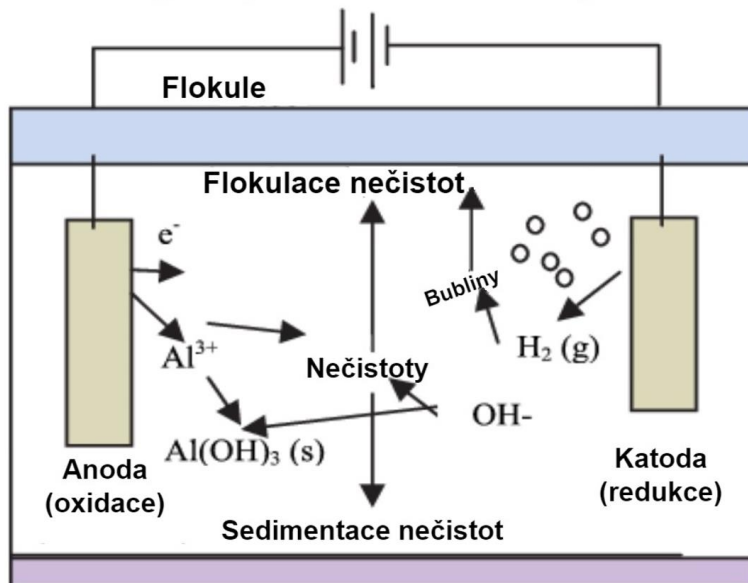 Flokule
Flokulace nečistot
e-
Bubliny
Al3+
H2 (g)
Nečistoty
OH-
Al(OH)3 (s)
Anoda
(oxidace)
Katoda
(redukce)
Sedimentace nečistot